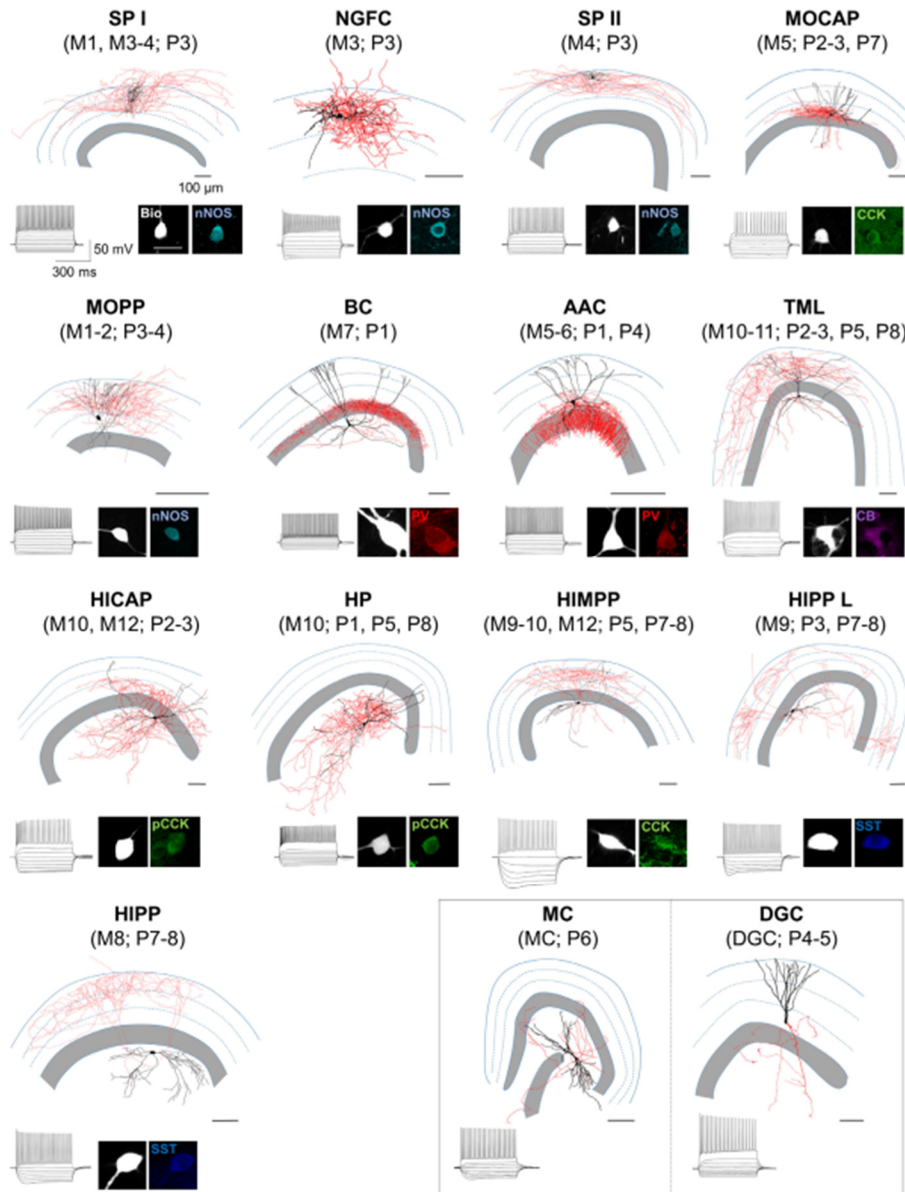 SP I
(M1, M3-4; P3)
NGFC
(M3; P3)
SP II
(M4; P3)
MOCAP
(M5; P2-3, P7)
100 µm
Bio
nNOS
nNOS
nNOS
CCK
50 mV
300 ms
MOPP
(M1-2; P3-4)
BC
(M7; P1)
AAC
(M5-6; P1, P4)
TML
(M10-11; P2-3, P5, P8)
nNOS
PV
PV
CB
HICAP
(M10, M12; P2-3)
HP
(M10; P1, P5, P8)
HIMPP
(M9-10, M12; P5, P7-8)
HIPP L
(M9; P3, P7-8)
pCCK
pCCK
CCK
SST
HIPP
(M8; P7-8)
MC
(MC; P6)
DGC
(DGC; P4-5)
SST